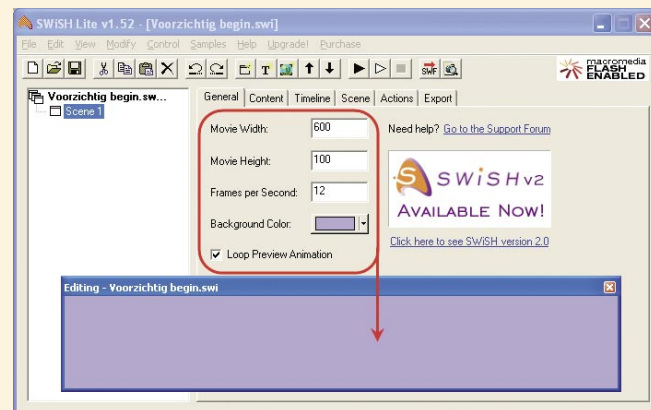 SWiSH Lite v1.52 - [Voorzichtig begin.swi]
File Edit View Modify Control Samples Help Upgrade! Purchase
SWF
macromedia
FLASH
ENABLED
Voorzichtig begin.sw...
Scene 1
General Content Timeline Scene Actions Export
Movie Width: 600
Need help? Go to the Support Forum
Movie Height: 100
Frames per Second: 12
Background Color:
Loop Preview Animation
SWiSHv2
AVAILABLE NOW!
Click here to see SWiSH version 2.0
Editing - Voorzichtig begin.swi